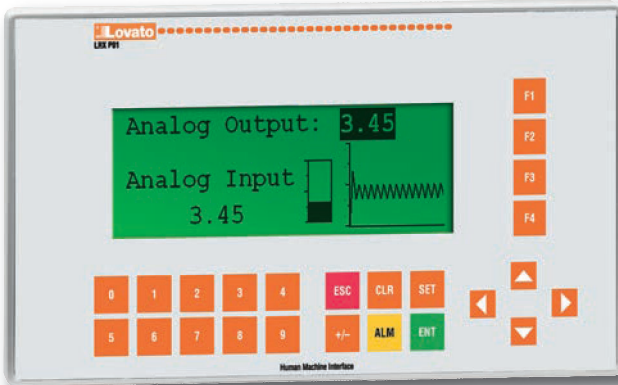 Lovato
LRX P01
Analog Output: 3.45
Analog Input
3.45
F1
F2
F3
F4
0 1 2 3 4 ESC CLR SET
5 6 7 8 9 +/- ALM ENT
Human Machine Interface